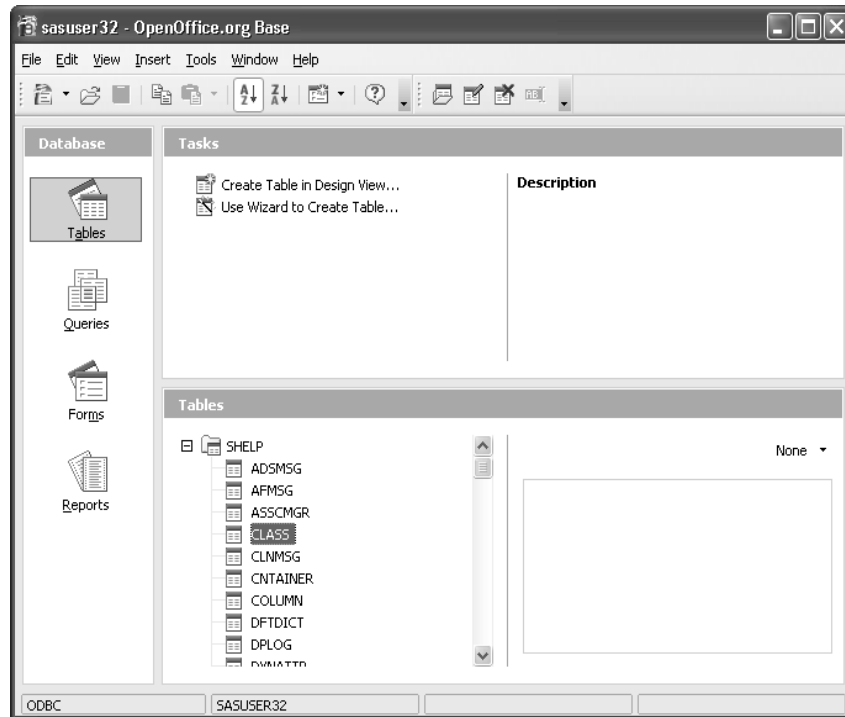 sasuser32 - OpenOffice.org Base
File Edit View Insert Tools Window Help
Database
Tasks
Create Table in Design View...
Use Wizard to Create Table...
Description
Tables
Queries
Forms
Reports
Tables
SHELP
ADSMSG
AFMSG
ASSCMGR
CLASS
CLNMSG
CNTAINER
COLUMN
DFTDICT
DPLOG
None
ODBC
SASUSER32